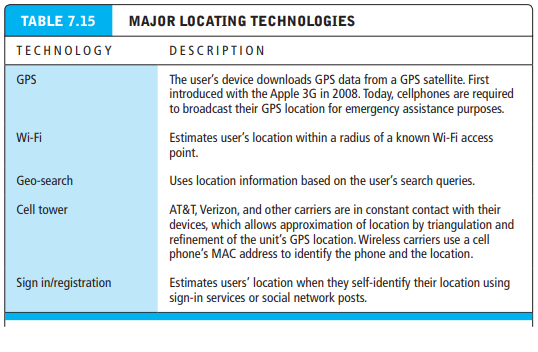 TABLE 7.15 MAJOR LOCATING TECHNOLOGIES
TECHNOLOGY DESCRIPTION
GPS The user's device downloads GPS data from a GPS satellite. First
introduced with the Apple 3G in 2008. Today, cellphones are required
to broadcast their GPS location for emergency assistance purposes.
Wi-Fi Estimates user's location within a radius of a known Wi-Fi access
point.
Geo-search Uses location information based on the user's search queries.
Cell tower AT&T, Verizon, and other carriers are in constant contact with their
devices, which allows approximation of location by triangulation and
refinement of the unit's GPS location. Wireless carriers use a cell
phone's MAC address to identify the phone and the location.
Sign in/registration Estimates users' location when they self-identify their location using
sign-in services or social network posts.